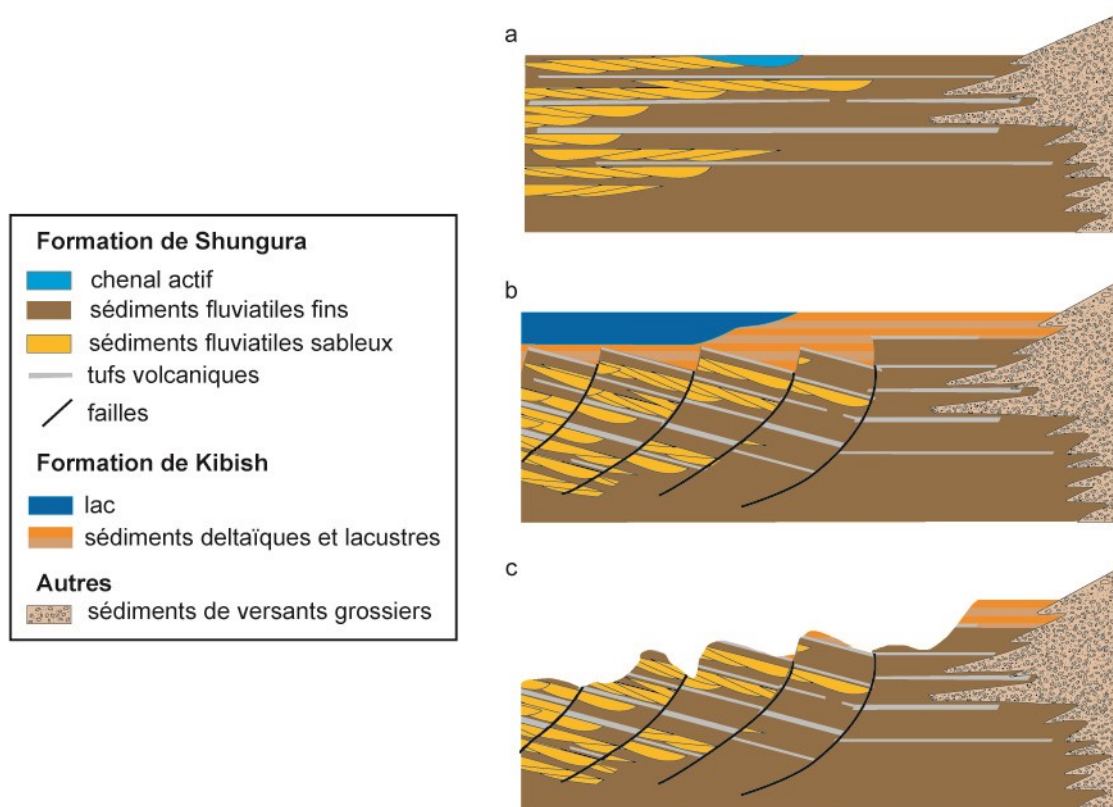 a
b
c
Formation de Shungura
chenal actif
sédiments fluviatiles fins
sédiments fluviatiles sableux
tufs volcaniques
failles
Formation de Kibish
lac
sédiments deltaïques et lacustres
Autres
sédiments de versants grossiers